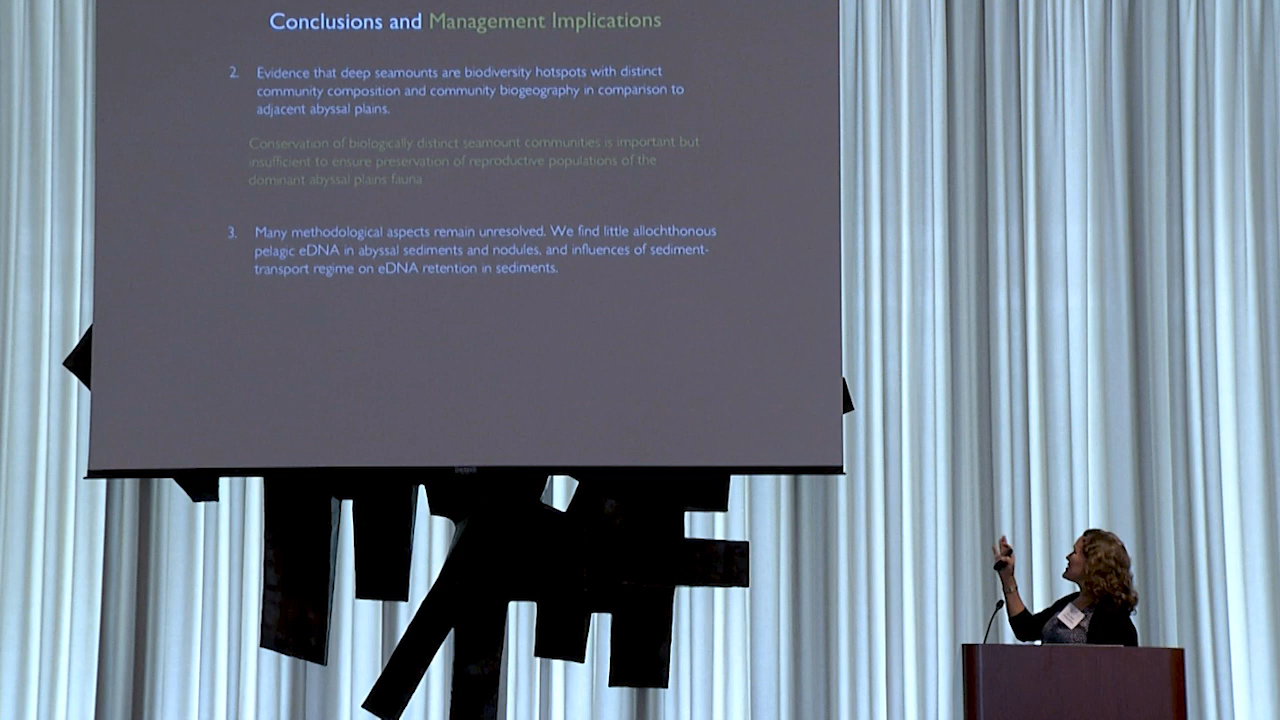 Conclusions and Management Implications
2. Evidence that deep seamounts are biodiversity hotspots with distinct
community composition and community biogeography in comparison to
adjacent abyssal plains.
Conservation of biologically distinct seamount communities is important but
insufficient to ensure preservation of reproductive populations of the
dominant abyssal plains fauna
3. Many methodological aspects remain unresolved. We find little allochthonous
pelagic eDNA in abyssal sediments and nodules, and influences of sediment-
transport regime on eDNA retention in sediments.